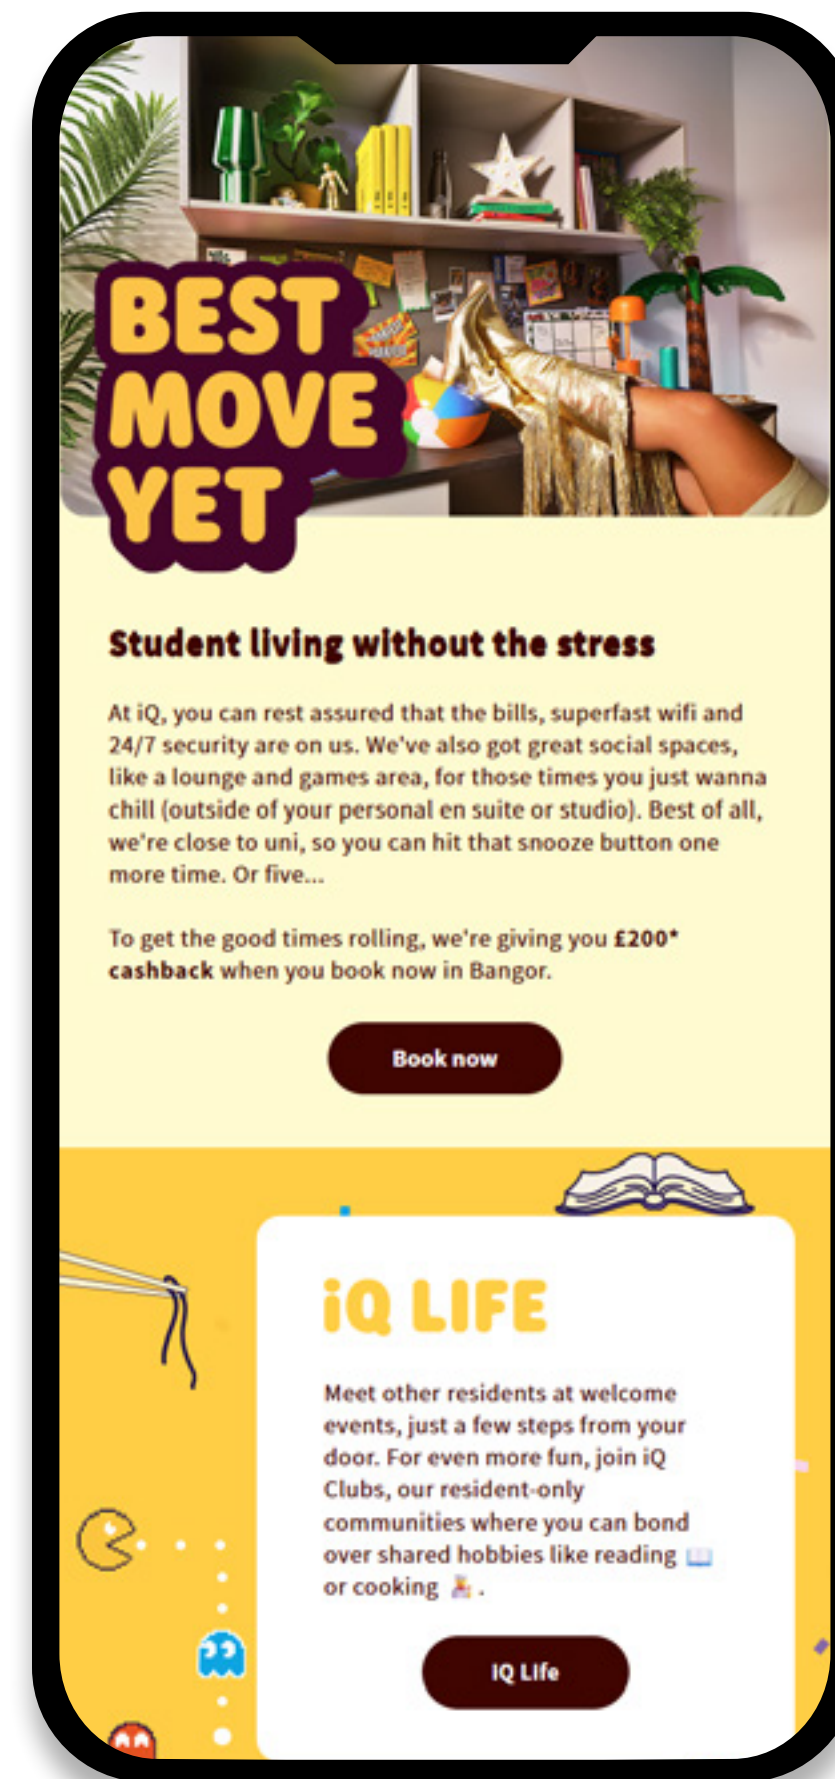 BEST
MOVE
YET
Student living without the stress
At iQ, you can rest assured that the bills, superfast wifi and
24/7 security are on us. We've also got great social spaces,
like a lounge and games area, for those times you just wanna
chill (outside of your personal en suite or studio). Best of all,
we're close to uni, so you can hit that snooze button one
more time. Or five...
To get the good times rolling, we're giving you £200*
cashback when you book now in Bangor.
Book now
iQ LIFE
Meet other residents at welcome
events, just a few steps from your
door. For even more fun, join iQ
Clubs, our resident-only
communities where you can bond
over shared hobbies like reading 📖
or cooking 👩‍🍳 .
IQ Life